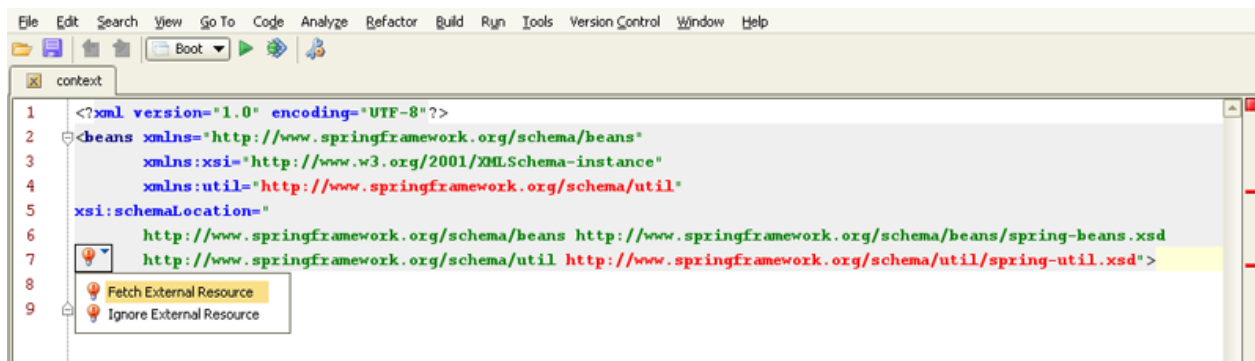 File Edit Search View Go To Code Analyze Refactor Build Run Tools Version Control Window Help
Boot
context
1 <?xml version="1.0" encoding="UTF-8"?>
2 <beans xmlns="http://www.springframework.org/schema/beans"
3 xmlns:xsi="http://www.w3.org/2001/XMLSchema-instance"
4 xmlns:util="http://www.springframework.org/schema/util"
5 xsi:schemaLocation="
6 http://www.springframework.org/schema/beans http://www.springframework.org/schema/beans/spring-beans.xsd
7 http://www.springframework.org/schema/util http://www.springframework.org/schema/util/spring-util.xsd">
8 Fetch External Resource
9 Ignore External Resource